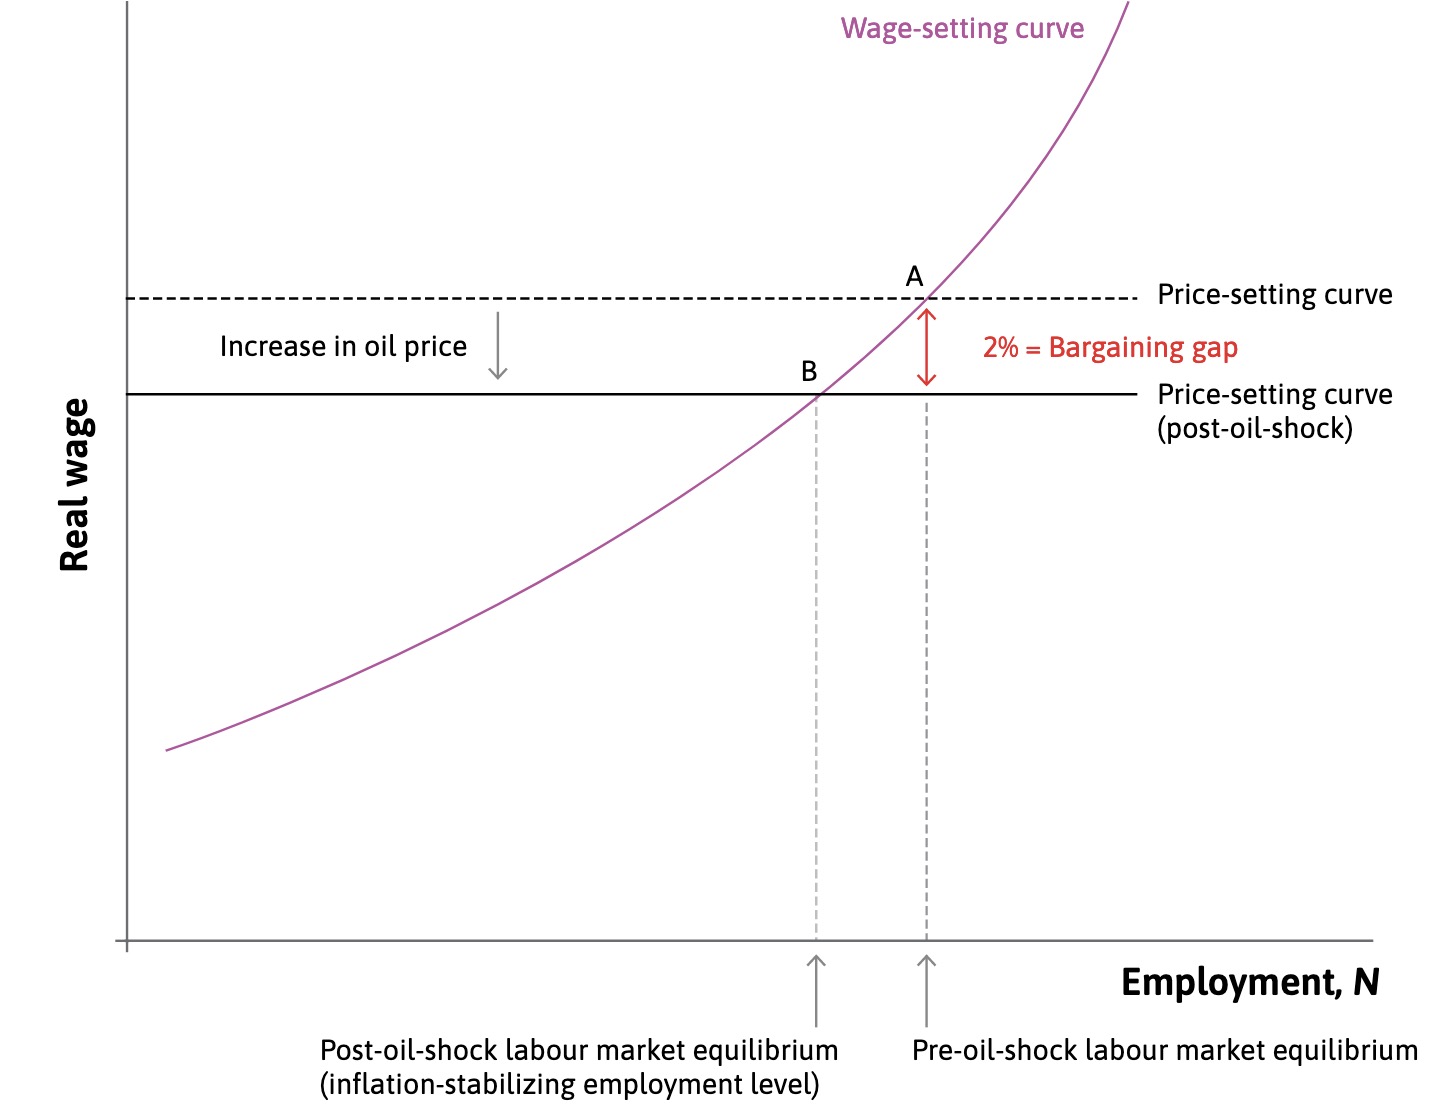 Wage-setting curve
A
Price-setting curve
Increase in oil price
2% = Bargaining gap
B
Price-setting curve
(post-oil-shock)
Real wage
Employment, N
Post-oil-shock labour market equilibrium
(inflation-stabilizing employment level)
Pre-oil-shock labour market equilibrium